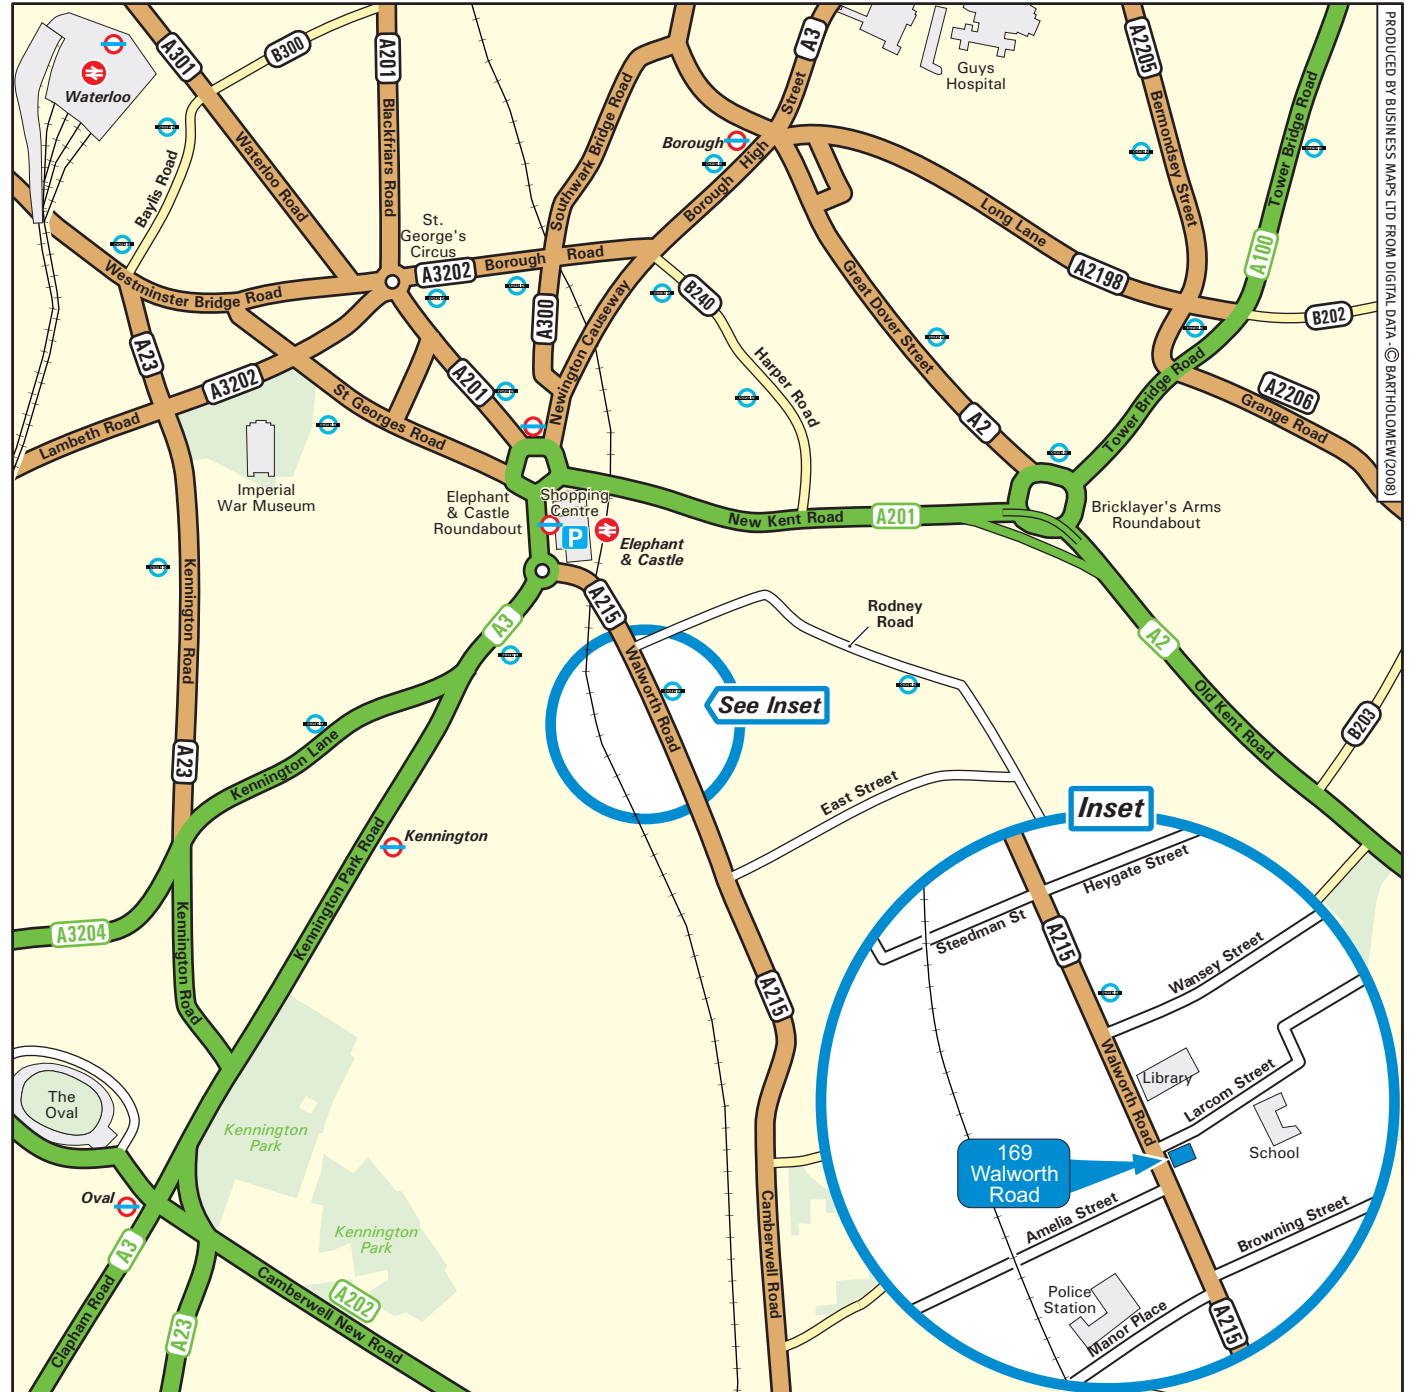 A301
B300
A201
A3
A2205
Guys
Hospital
PRODUCED BY BUSINESS MAPS LTD FROM DIGITAL DATA - © BARTHOLOMEW(2008)
Waterloo
Waterloo Road
Blackfriars Road
Southwark Bridge Road
Borough
Borough High Street
Bermondsey Street
Tower Bridge Road
Baylis Road
St.
George's
Circus
Long Lane
A100
Westminster Bridge Road
A3202
Borough Road
A2198
B202
A23
A300
Newington Causeway
B240
Great Dover Street
Harper Road
A3202
A201
St Georges Road
Lambeth Road
A2
Tower Bridge Road
A2206
Grange Road
Imperial
War Museum
Elephant
& Castle
Roundabout
Shopping
Centre
P
Elephant
& Castle
New Kent Road
A201
Bricklayer's Arms
Roundabout
Kennington Road
A3
A215
Rodney
Road
A2
Old Kent Road
Walworth Road
See Inset
B203
A23
Kennington Lane
East Street
Kennington
Kennington Park Road
A3204
Kennington Road
A215
The
Oval
Kennington
Park
Oval
Kennington
Park
A3
Clapham Road
A23
A202
Camberwell New Road
Camberwell Road
Inset
Heygate Street
Steedman St
A215
Wansey Street
Walworth Road
Library
Larcom Street
School
169
Walworth
Road
Amelia Street
Browning Street
Police
Station
Manor Place
A215